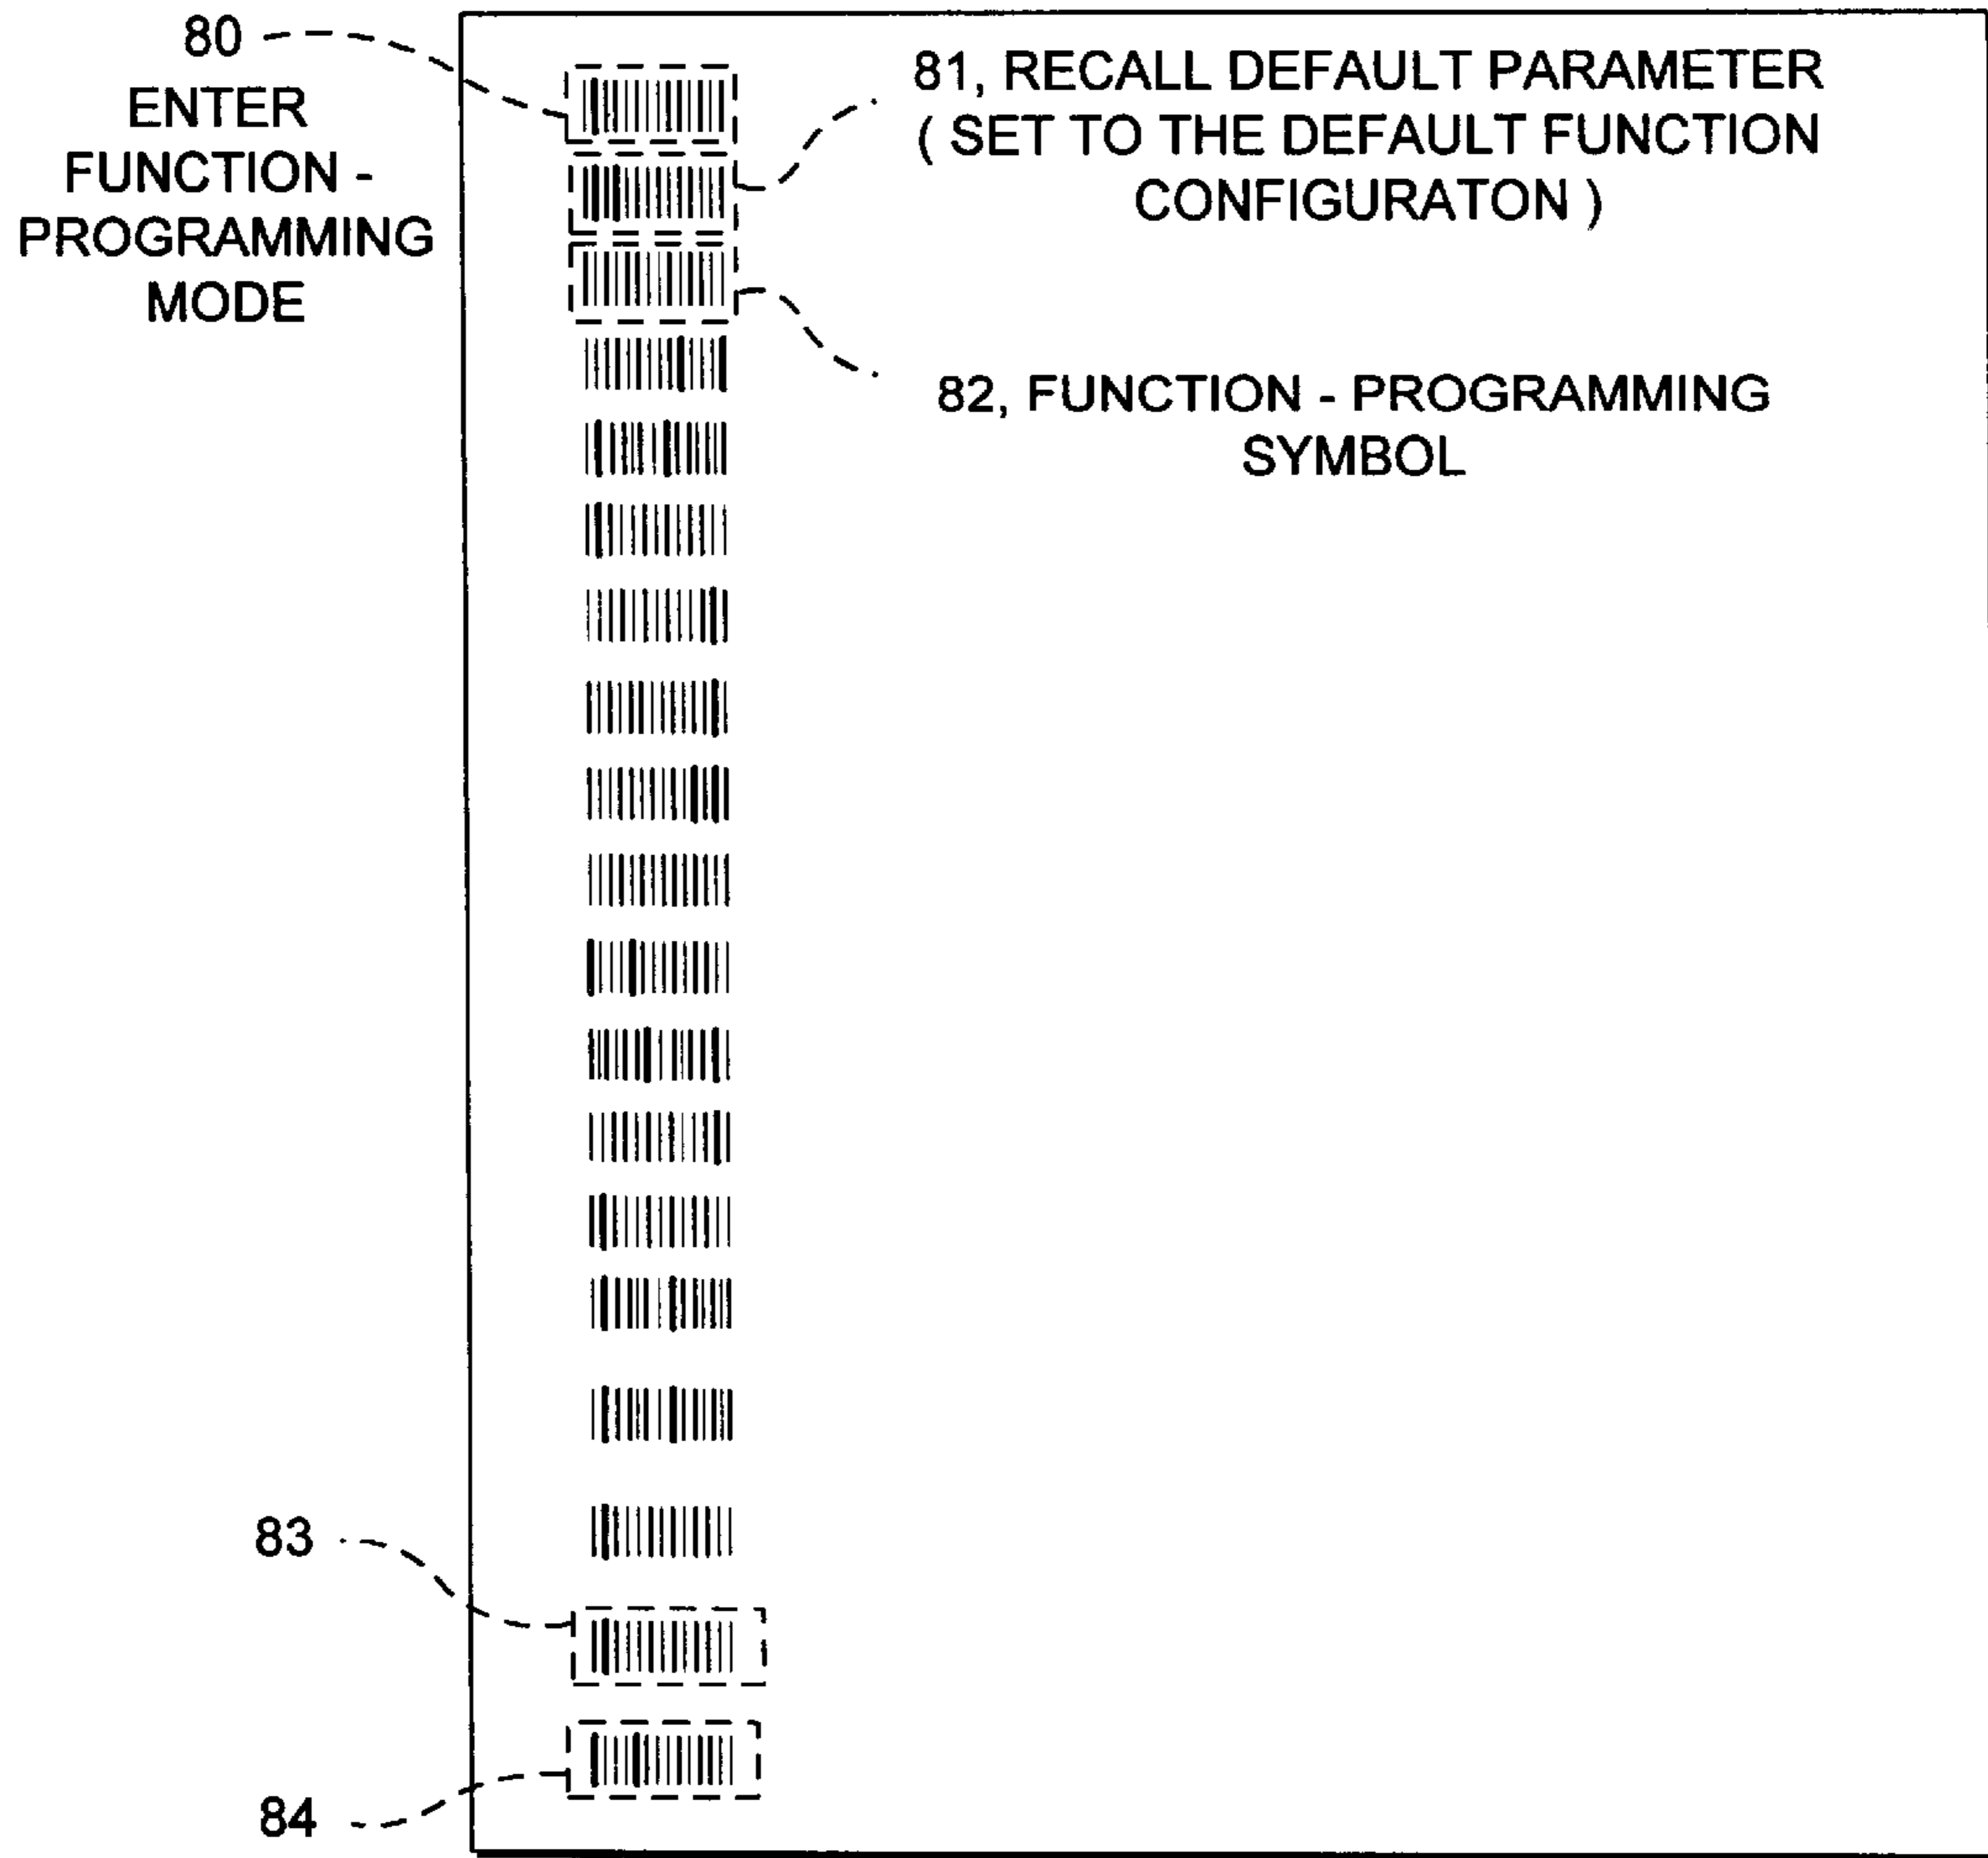 80
ENTER
FUNCTION -
PROGRAMMING
MODE
81, RECALL DEFAULT PARAMETER
( SET TO THE DEFAULT FUNCTION
CONFIGURATON )
82, FUNCTION - PROGRAMMING
SYMBOL
83
84